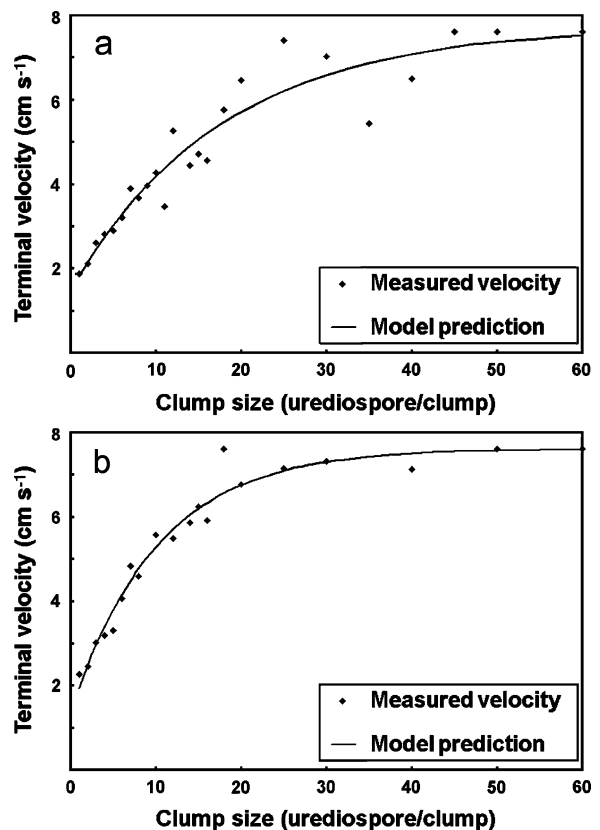 a
8
6
4
2
Terminal velocity (cm s-1)
Measured velocity
Model prediction
0 10 20 30 40 50 60
Clump size (urediospore/clump)
b
8
6
4
2
Terminal velocity (cm s-1)
Measured velocity
Model prediction
0 10 20 30 40 50 60
Clump size (urediospore/clump)